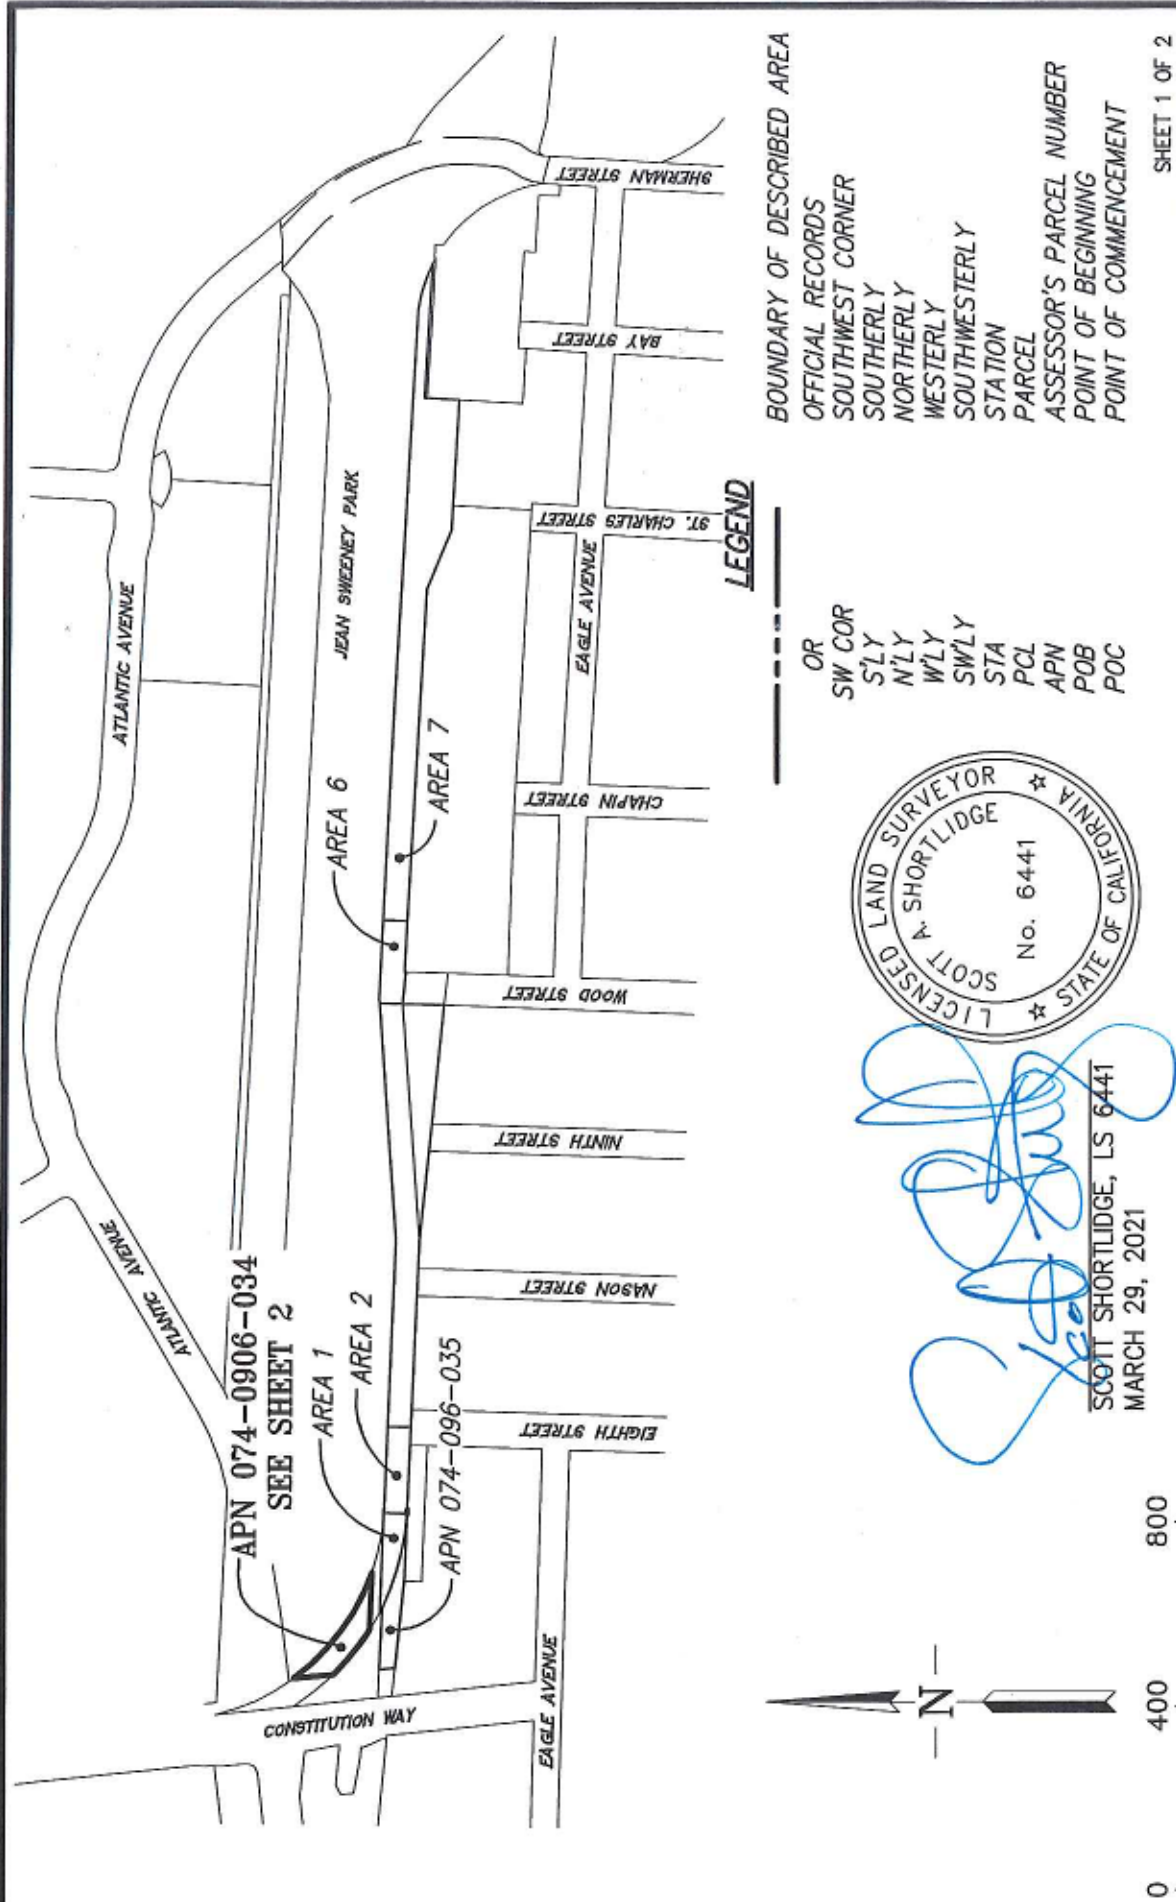 ATLANTIC AVENUE
ATLANTIC AVENUE
APN 074-0906-034
SEE SHEET 2
AREA 1
AREA 2
APN 074-096-035
AREA 6
AREA 7
JEAN SWEENEY PARK
CONSTITUTION WAY
EAGLE AVENUE
EIGHTH STREET
NASON STREET
NINTH STREET
WOOD STREET
CHAPIN STREET
EAGLE AVENUE
ST. CHARLES STREET
BAY STREET
SHERMAN STREET
LEGEND
BOUNDARY OF DESCRIBED AREA
OR OFFICIAL RECORDS
SW COR SOUTHWEST CORNER
S'LY SOUTHERLY
N'LY NORTHERLY
W'LY WESTERLY
SW'LY SOUTHWESTERLY
STA STATION
PCL PARCEL
APN ASSESSOR'S PARCEL NUMBER
POB POINT OF BEGINNING
POC POINT OF COMMENCEMENT
LICENSED LAND SURVEYOR
SCOTT A. SHORTLIDGE
No. 6441
STATE OF CALIFORNIA
SCOTT SHORTLIDGE, LS 6441
MARCH 29, 2021
N
0 400 800
SHEET 1 OF 2